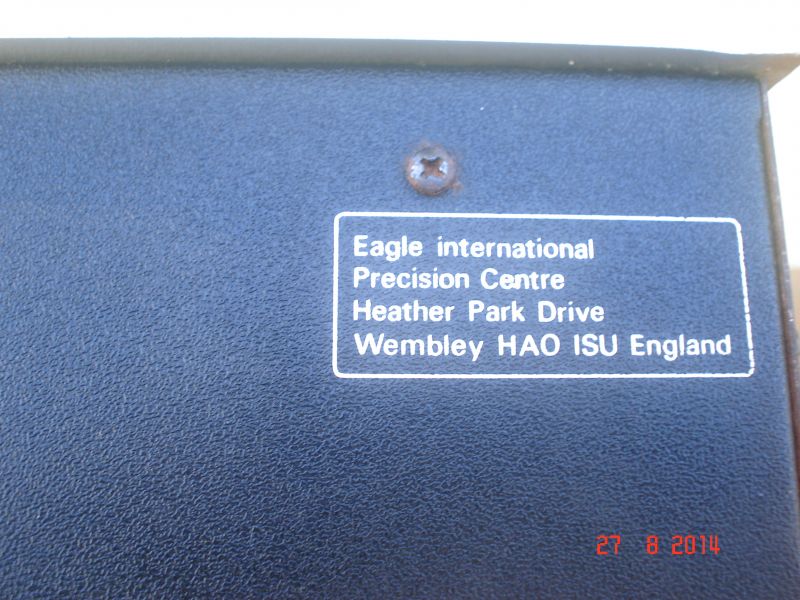 Eagle international
Precision Centre
Heather Park Drive
Wembley HAO ISU England
27 8 2014